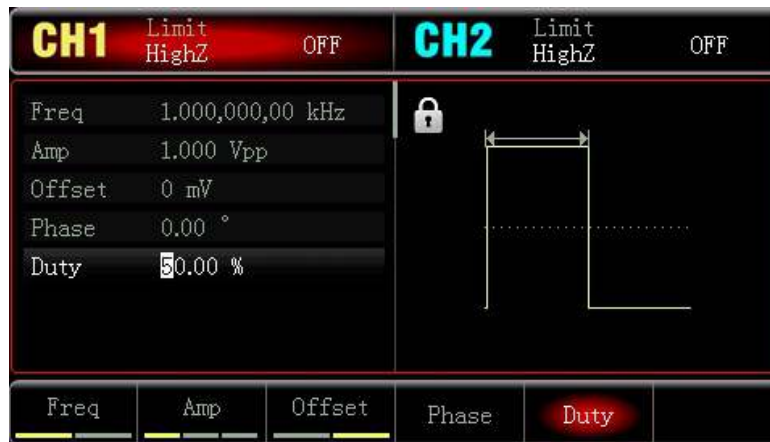 CH1 Limit HighZ OFF
CH2 Limit HighZ OFF
Freq 1.000,000,00 kHz
Amp 1.000 Vpp
Offset 0 mV
Phase 0.00 °
Duty 50.00 %
Freq Amp Offset Phase Duty